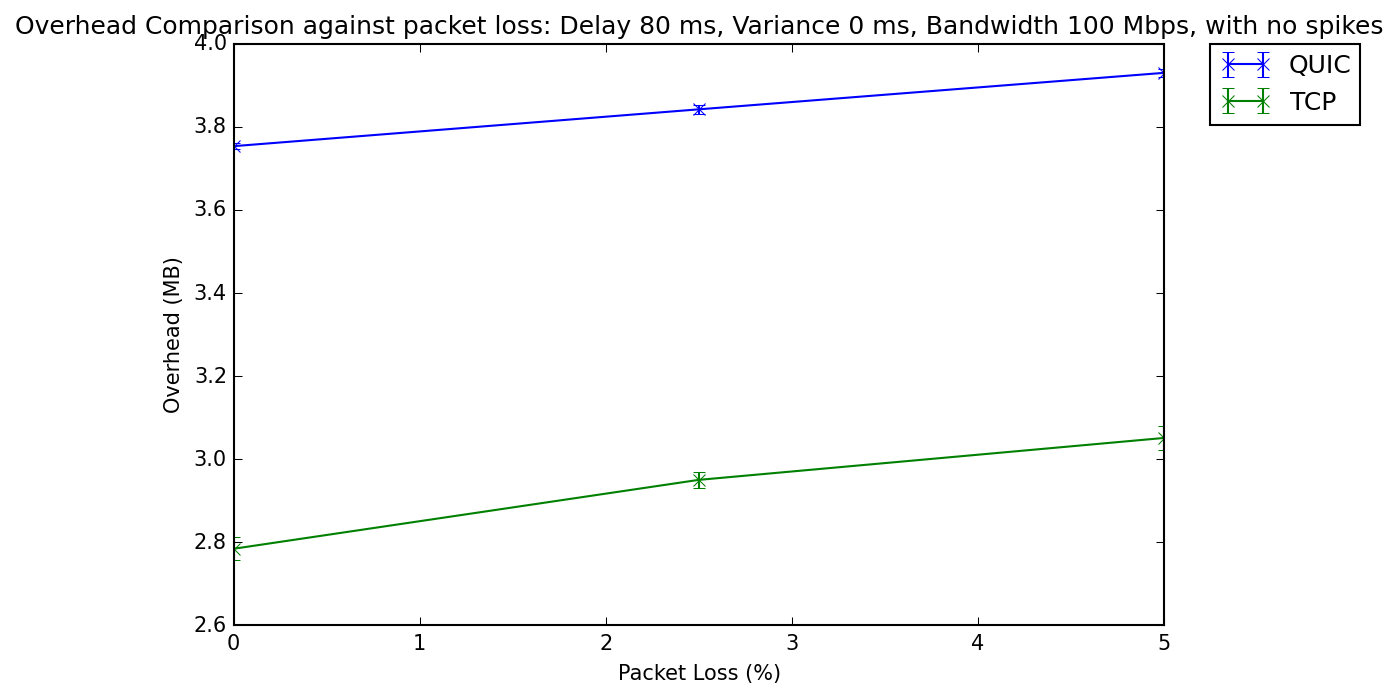 Overhead Comparison against packet loss: Delay 80 ms, Variance 0 ms, Bandwidth 100 Mbps, with no spikes
QUIC
TCP
Overhead (MB)
4.0
3.8
3.6
3.4
3.2
3.0
2.8
2.6
0 1 2 3 4 5
Packet Loss (%)